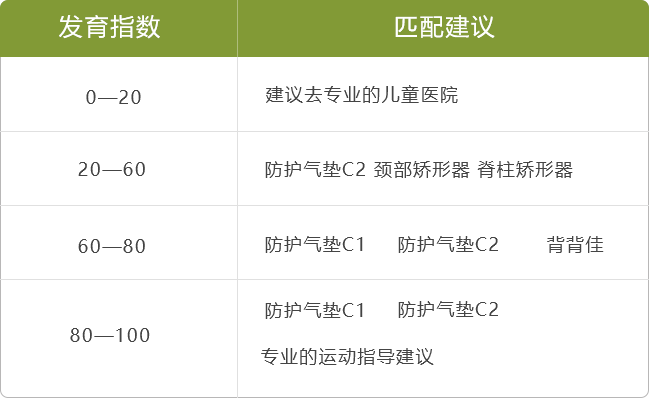 发育指数 匹配建议
0—20 建议去专业的儿童医院
20—60 防护气垫C2 颈部矫形器 脊柱矫形器
60—80 防护气垫C1 防护气垫C2 背背佳
防护气垫C1 防护气垫C2
80—100
专业的运动指导建议